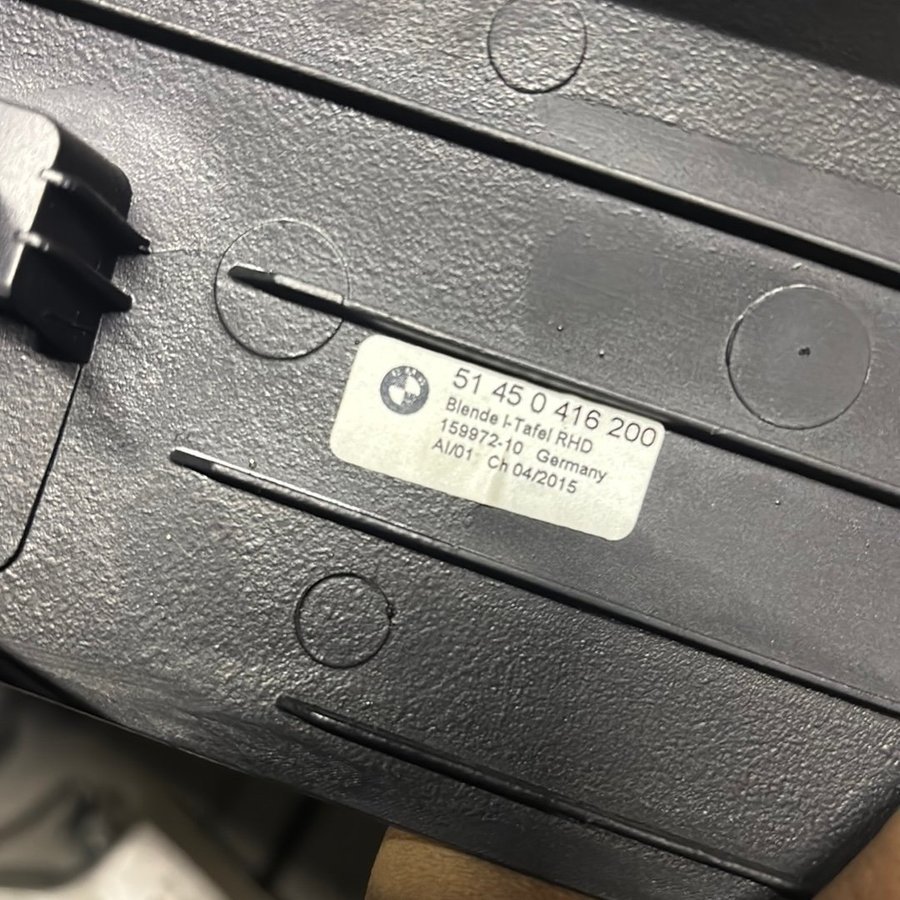 51 45 0 416 200
Blende I-Tafel RHD
159972-10 Germany
AI/01 Ch 04/2015